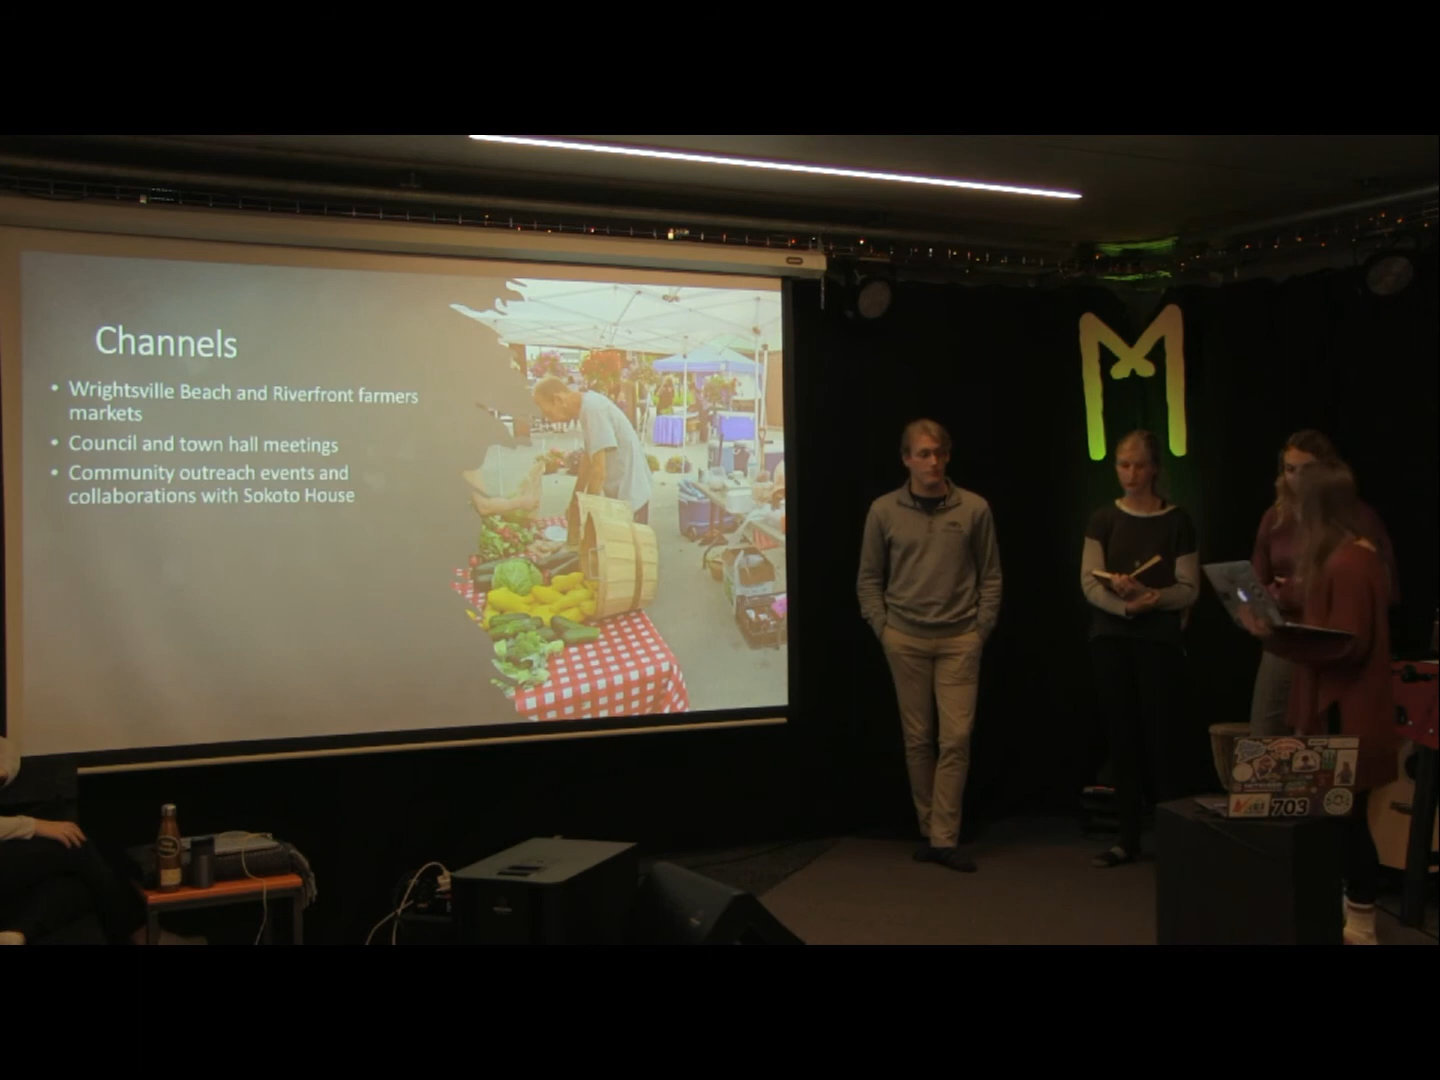 Channels
• Wrightsville Beach and Riverfront farmers
markets
• Council and town hall meetings
• Community outreach events and
collaborations with Sokoto House
M
703